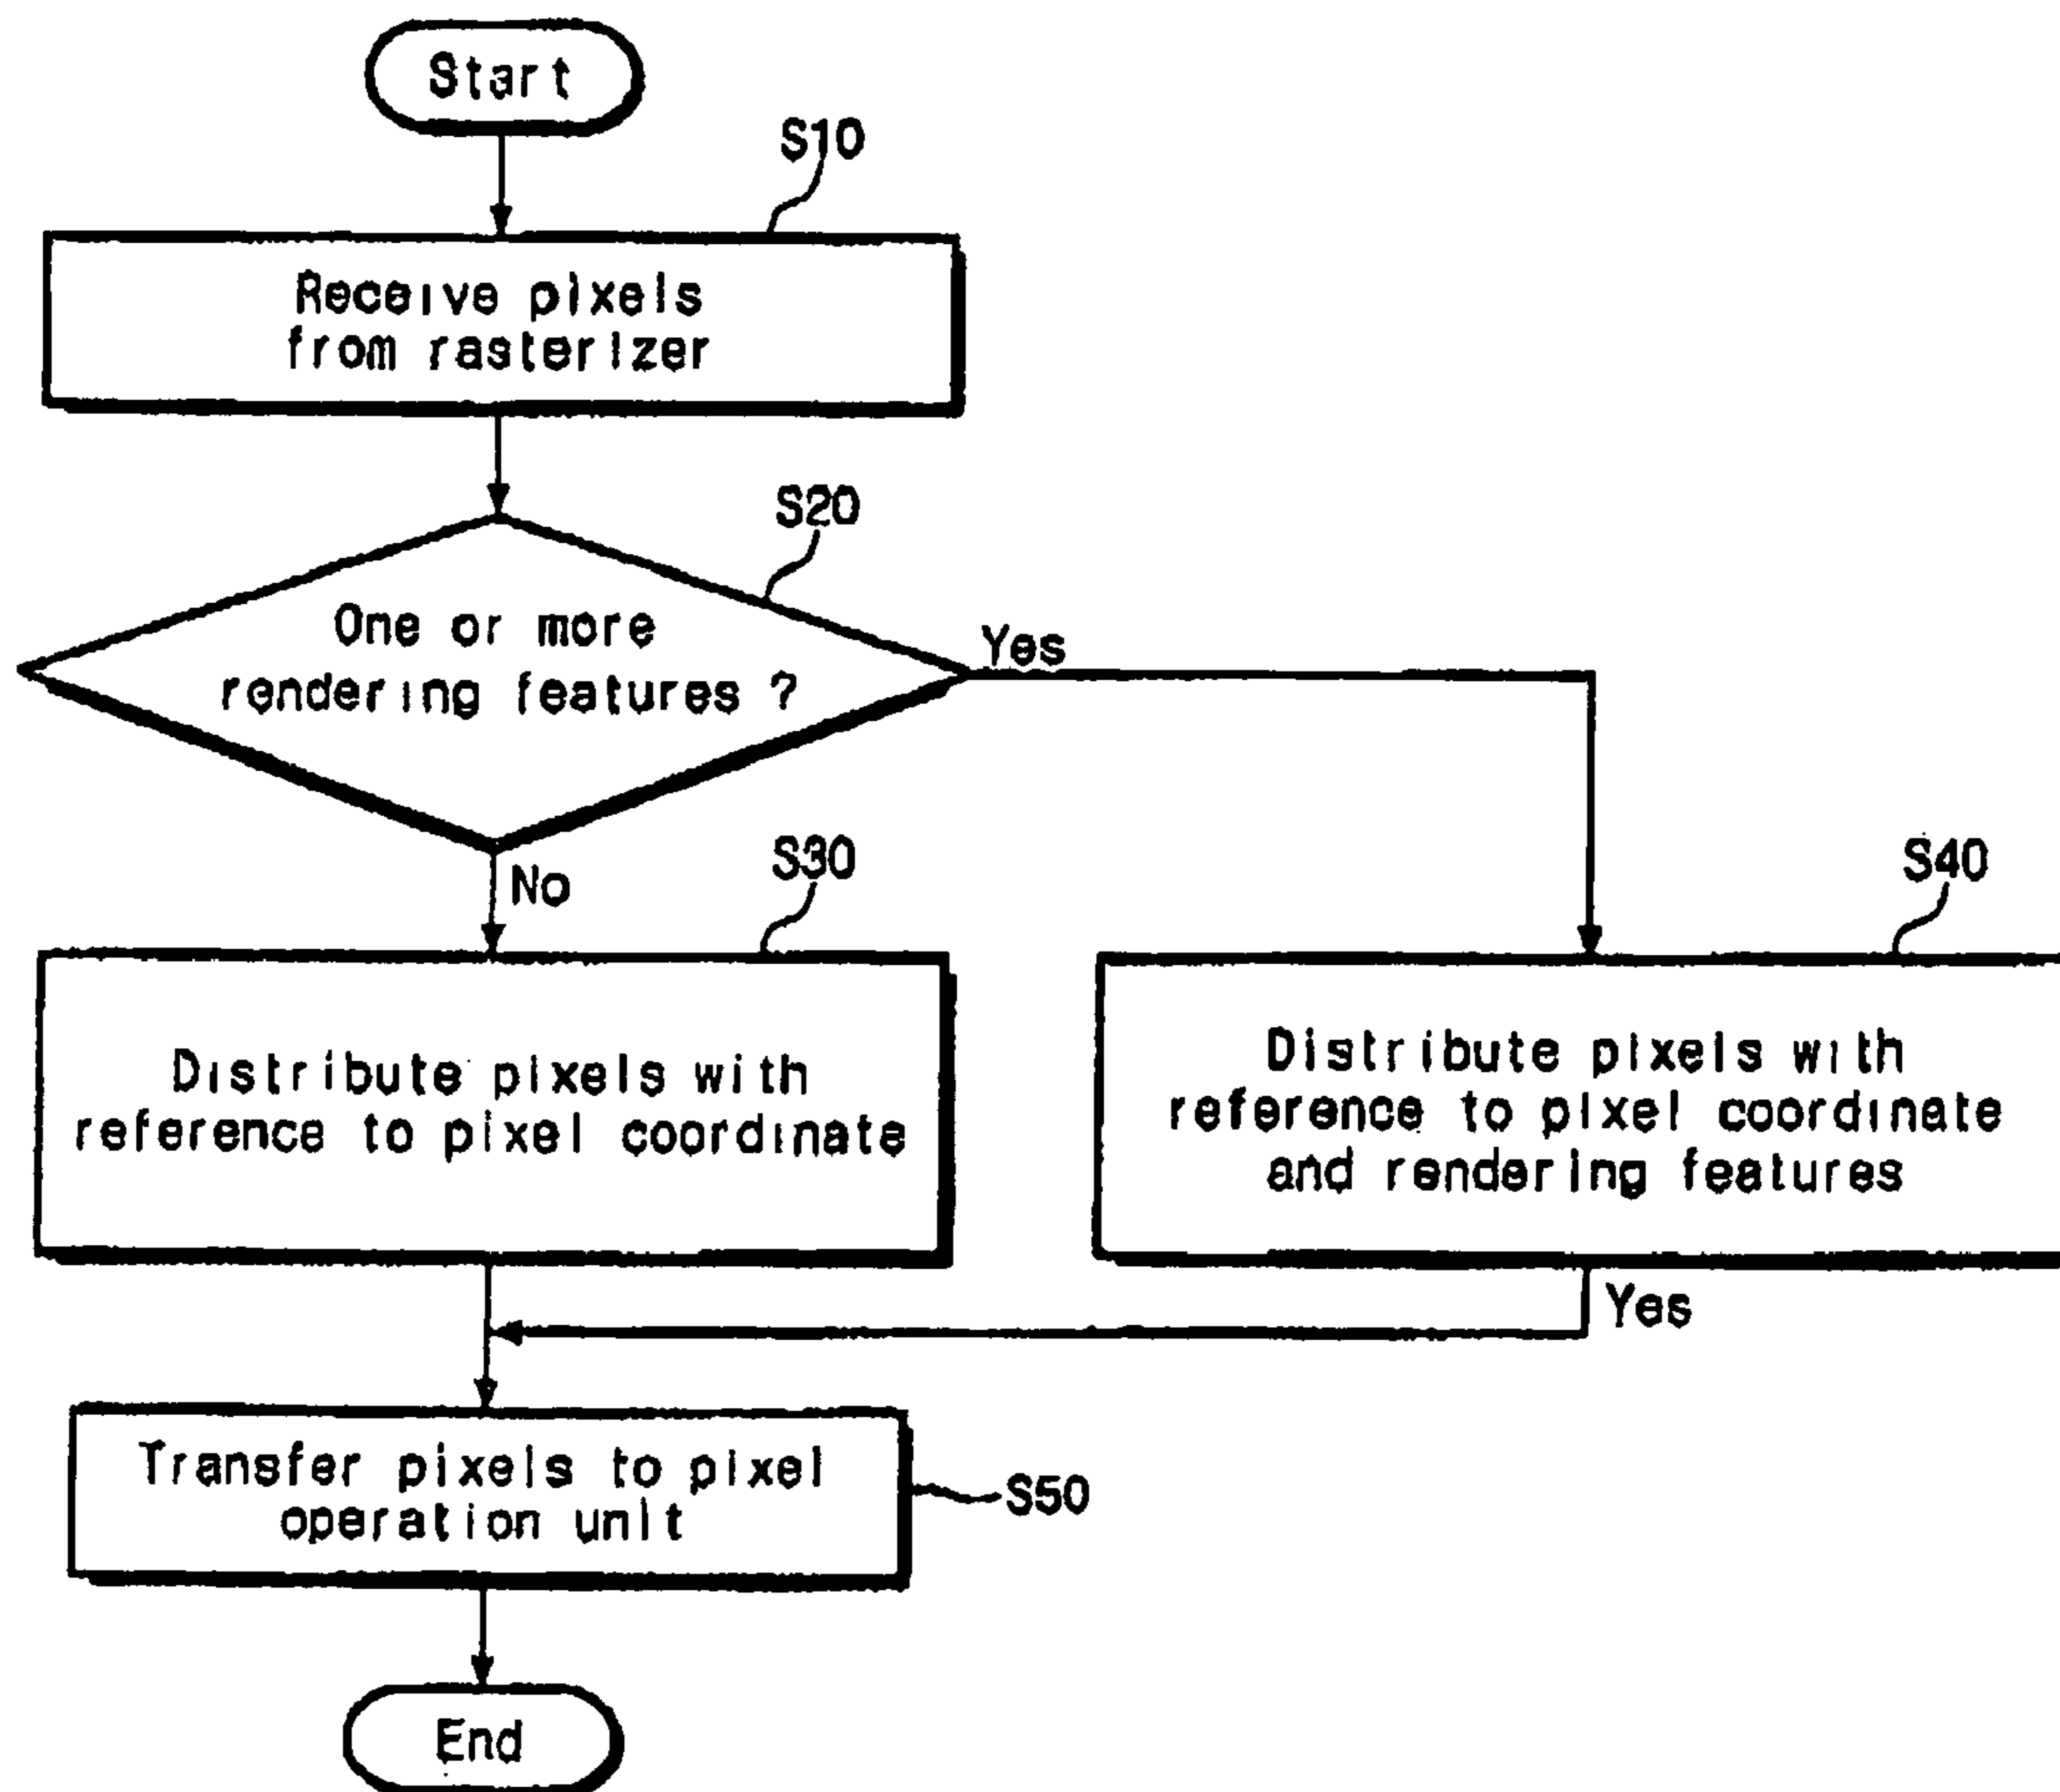 Start
S10
Receive pixels
from rasterizer
S20
One or more
rendering features ?
Yes
No
S30
S40
Distribute pixels with
reference to pixel coordinate
Distribute pixels with
reference to pixel coordinate
and rendering features
Yes
Transfer pixels to pixel
operation unit
S50
End